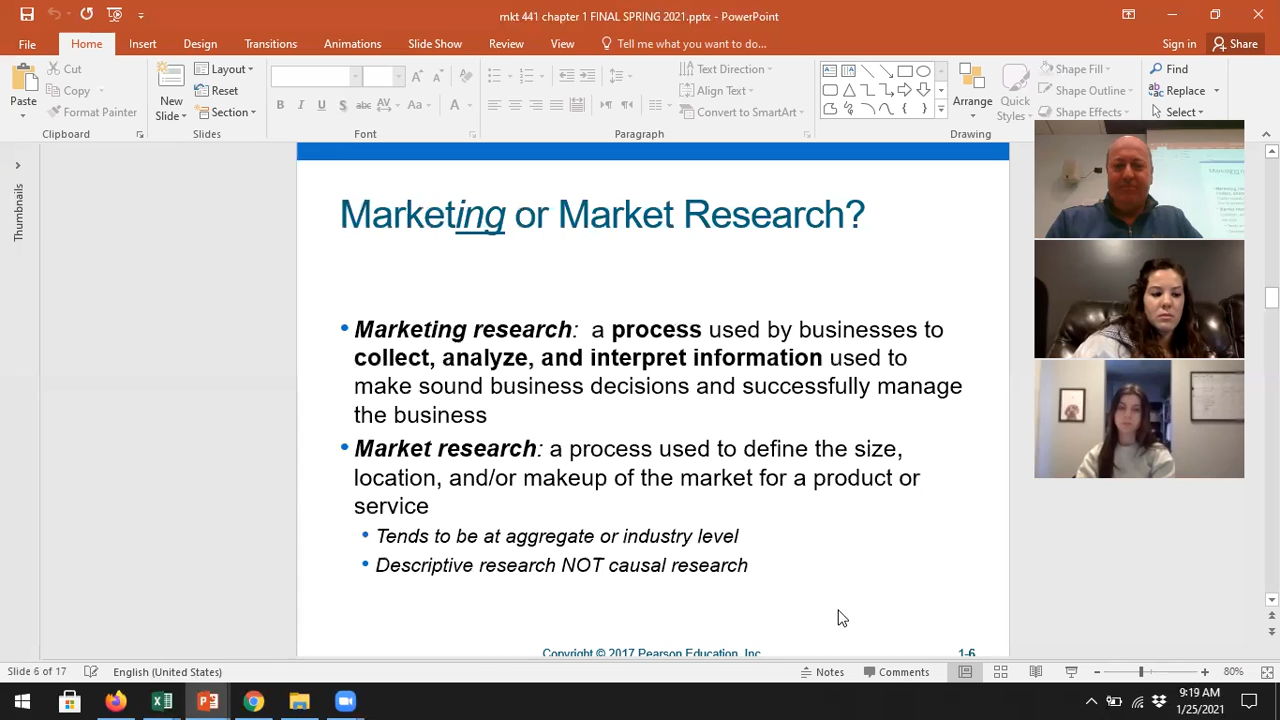 mkt 441 chapter 1 FINAL SPRING 2021.pptx - PowerPoint
File Home Insert Design Transitions Animations Slide Show Review View Tell me what you want to do... Sign in Share
Paste Cut Copy Format Painter
New Slide Layout Reset Section
B I U S abc AV Aa A
Text Direction Align Text Convert to SmartArt
Arrange Quick Styles Shape Fill Shape Outline Shape Effects
Find Replace Select
Clipboard Slides Font Paragraph Drawing
Thumbnails
Marketing or Market Research?
• Marketing research: a process used by businesses to
collect, analyze, and interpret information used to
make sound business decisions and successfully manage
the business
• Market research: a process used to define the size,
location, and/or makeup of the market for a product or
service
• Tends to be at aggregate or industry level
• Descriptive research NOT causal research
Copyright © 2017 Pearson Education, Inc. 1-6
Slide 6 of 17 English (United States) Notes Comments 80%
9:19 AM
1/25/2021